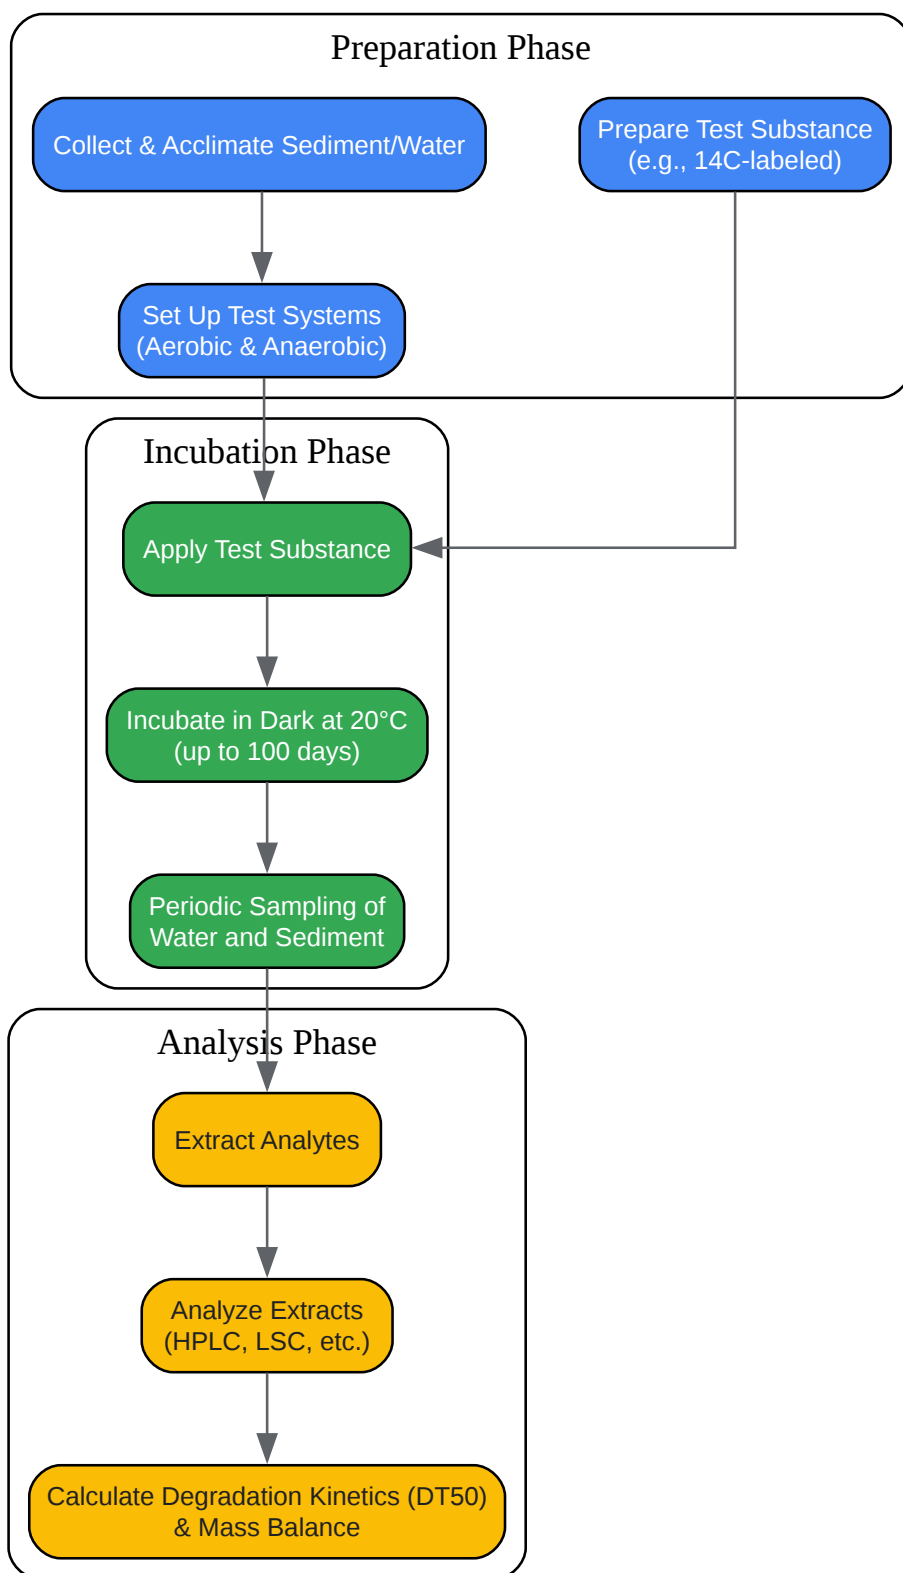 Preparation Phase
Collect & Acclimate Sediment/Water
Prepare Test Substance
(e.g., 14C-labeled)
Set Up Test Systems
(Aerobic & Anaerobic)
Incubation Phase
Apply Test Substance
Incubate in Dark at 20°C
(up to 100 days)
Periodic Sampling of
Water and Sediment
Analysis Phase
Extract Analytes
Analyze Extracts
(HPLC, LSC, etc.)
Calculate Degradation Kinetics (DT50)
& Mass Balance